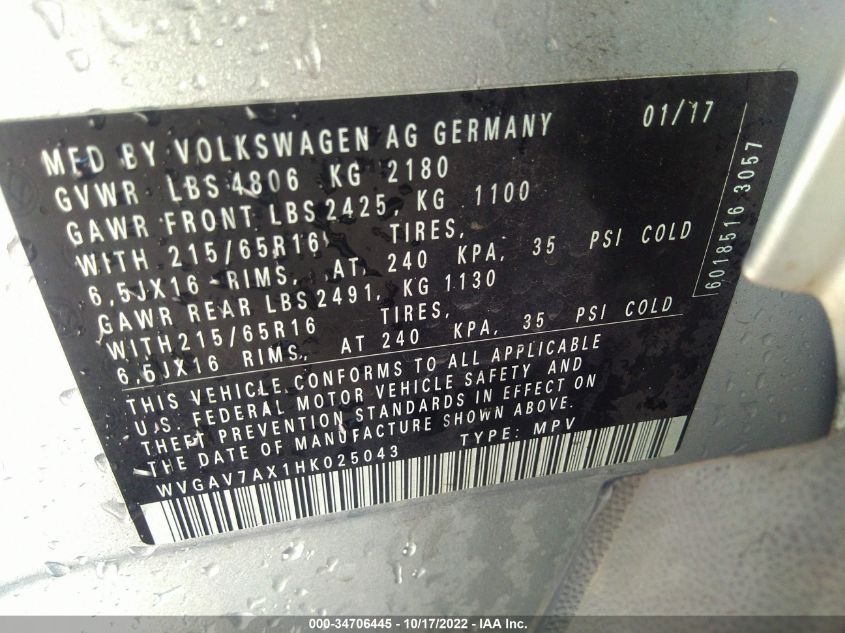 MFD BY VOLKSWAGEN AG GERMANY 01/17
GVWR LBS 4806 KG 2180
GAWR FRONT LBS 2425, KG 1100
WITH 215/65R16 TIRES,
6,5JX16 RIMS, AT, 240 KPA, 35 PSI COLD
GAWR REAR LBS 2491, KG 1130
WITH 215/65R16 TIRES,
6,5JX16 RIMS, AT 240 KPA, 35 PSI COLD
THIS VEHICLE CONFORMS TO ALL APPLICABLE
U.S. FEDERAL MOTOR VEHICLE SAFETY AND
THEFT PREVENTION STANDARDS IN EFFECT ON
THE DATE OF MANUFACTURE SHOWN ABOVE.
WVGAV7AX1HK025043 TYPE: MPV
6018516 3057
000-34706445 - 10/17/2022 - IAA Inc.